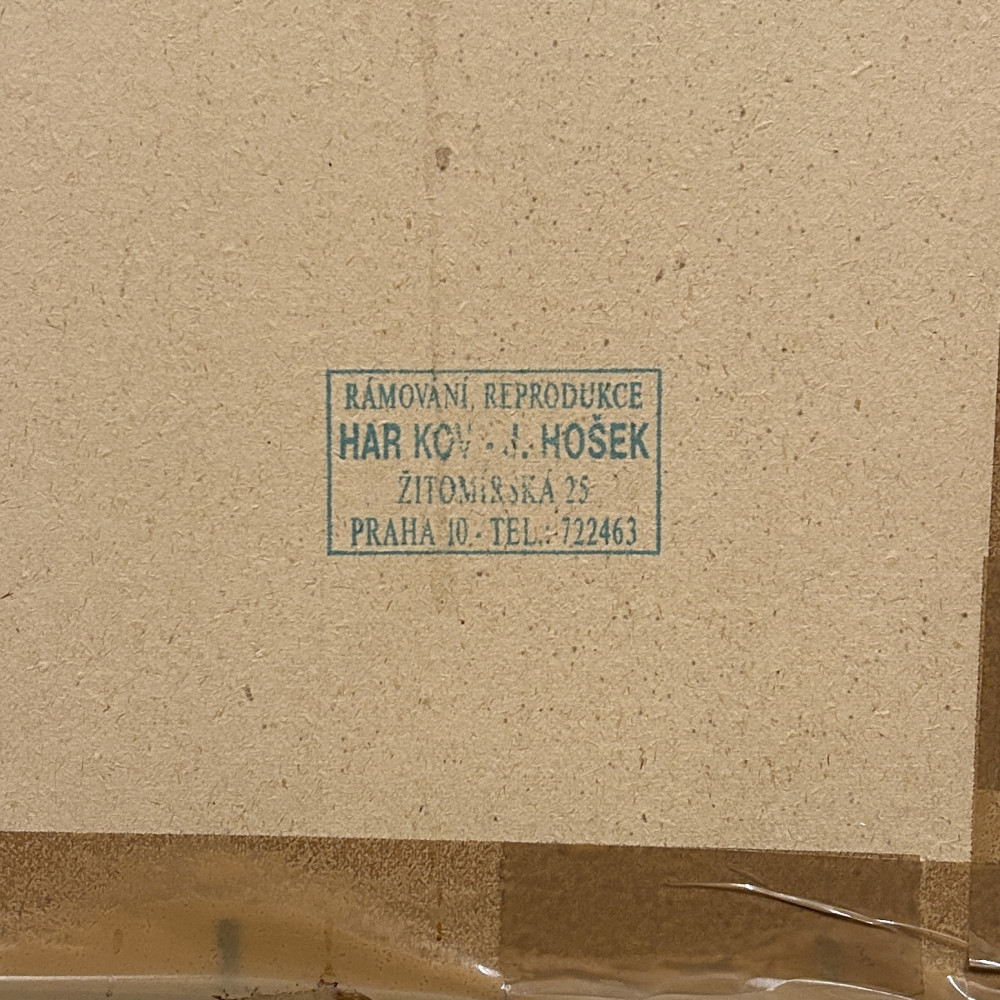 RÁMOVÁNÍ, REPRODUKCE
HAR KOV - J. HOŠEK
ŽITOMÍRSKÁ 25
PRAHA 10 - TEL.: 722463